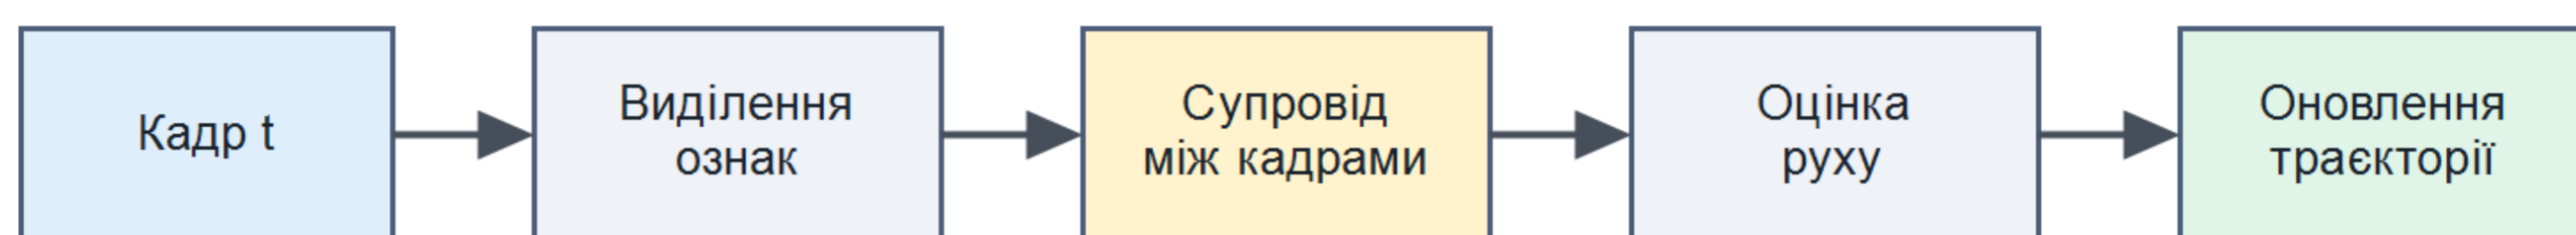 Кадр t
Виділення
ознак
Супровід
між кадрами
Оцінка
руху
Оновлення
траєкторії